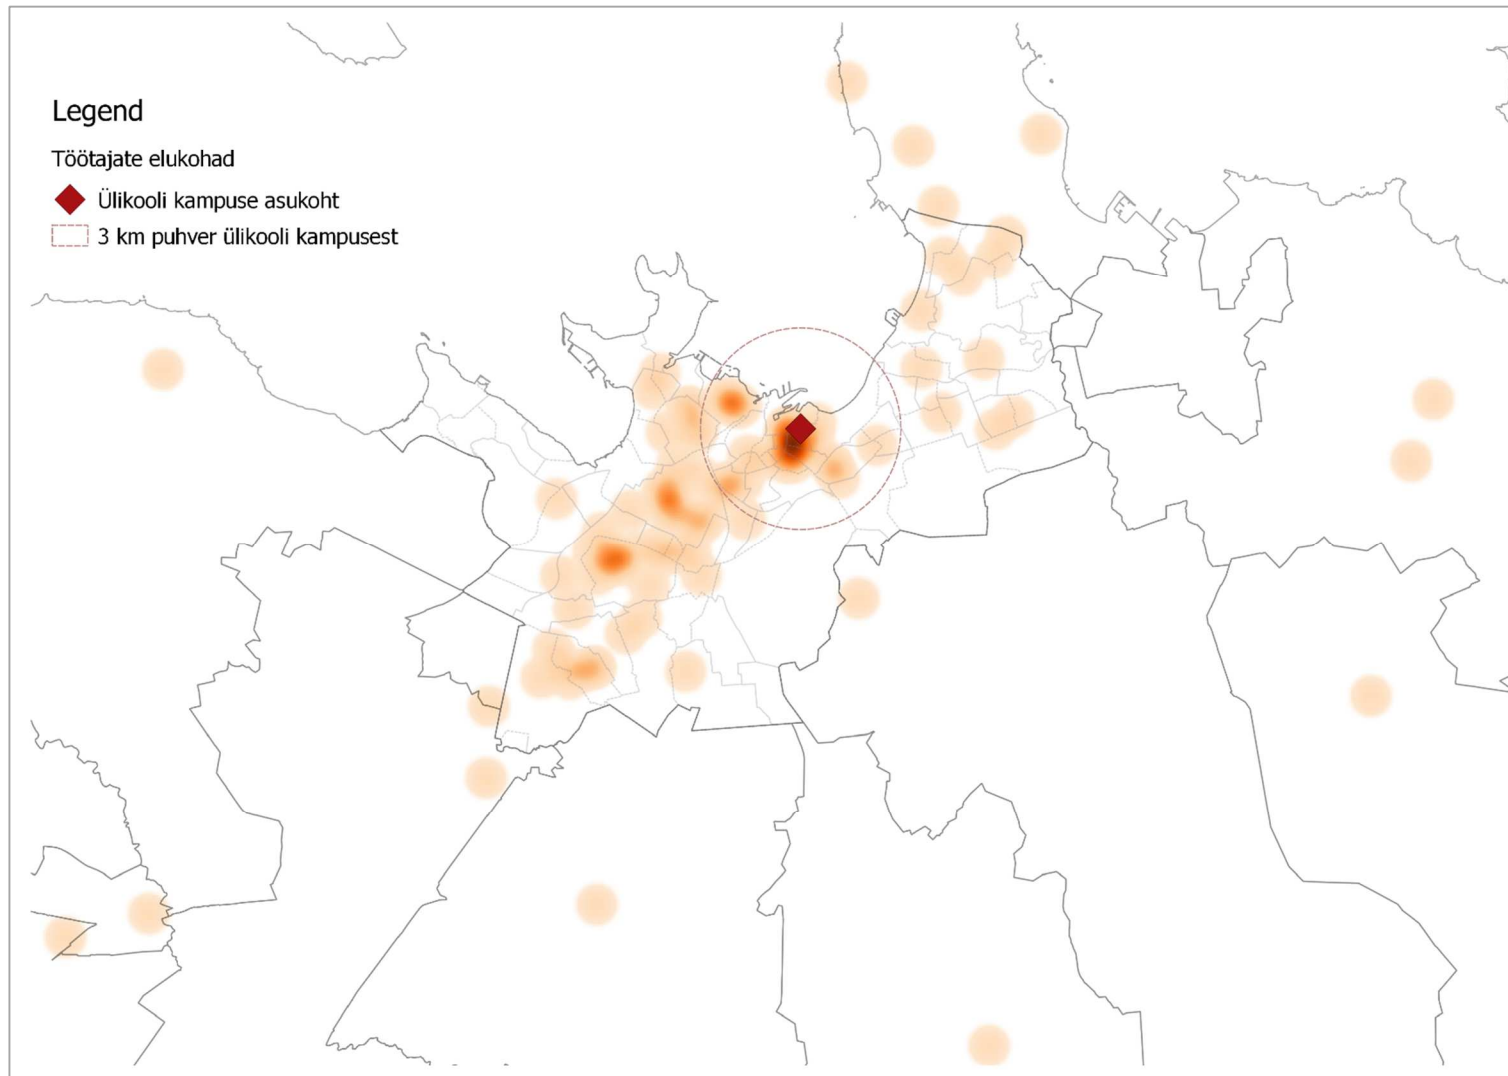 Legend
Töötajate elukohad
Ülikooli kampuse asukoht
3 km puhver ülikooli kampusest